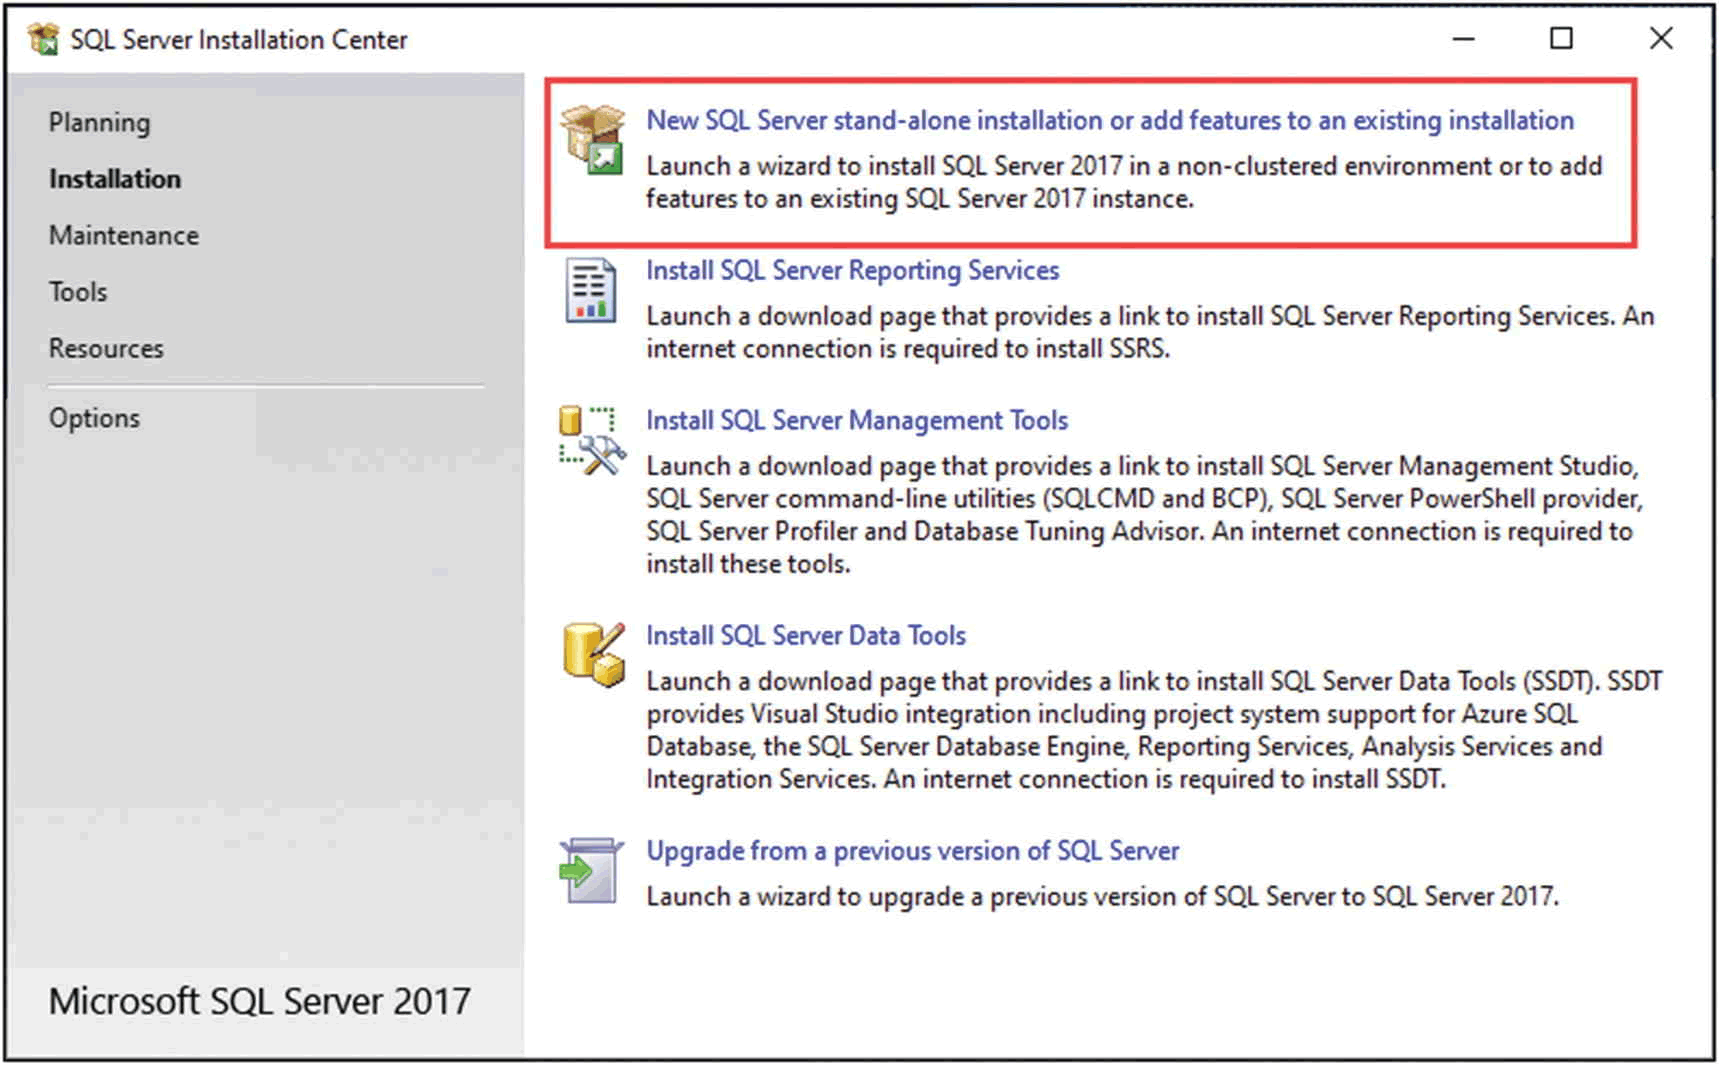 SQL Server Installation Center
Planning
Installation
Maintenance
Tools
Resources
Options
Microsoft SQL Server 2017
New SQL Server stand-alone installation or add features to an existing installation
Launch a wizard to install SQL Server 2017 in a non-clustered environment or to add
features to an existing SQL Server 2017 instance.
Install SQL Server Reporting Services
Launch a download page that provides a link to install SQL Server Reporting Services. An
internet connection is required to install SSRS.
Install SQL Server Management Tools
Launch a download page that provides a link to install SQL Server Management Studio,
SQL Server command-line utilities (SQLCMD and BCP), SQL Server PowerShell provider,
SQL Server Profiler and Database Tuning Advisor. An internet connection is required to
install these tools.
Install SQL Server Data Tools
Launch a download page that provides a link to install SQL Server Data Tools (SSDT). SSDT
provides Visual Studio integration including project system support for Azure SQL
Database, the SQL Server Database Engine, Reporting Services, Analysis Services and
Integration Services. An internet connection is required to install SSDT.
Upgrade from a previous version of SQL Server
Launch a wizard to upgrade a previous version of SQL Server to SQL Server 2017.